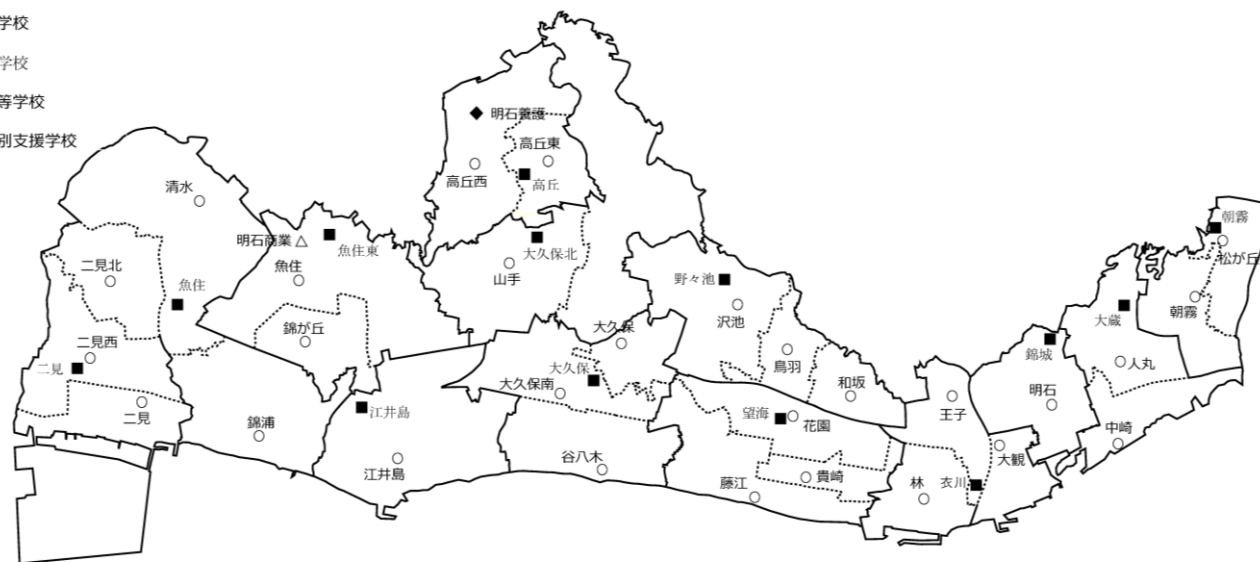 学校
学校
等学校
別支援学校
明石養護
高丘東
高丘西
高丘
清水
明石商業
魚住東
魚住
大久保北
山手
二見北
魚住
錦が丘
二見西
二見
二見
錦浦
江井島
江井島
大久保
大久保
大久保南
谷八木
野々池
沢池
鳥羽
和坂
望海
花園
貴崎
藤江
王子
林
衣川
大観
錦城
明石
大蔵
人丸
中崎
朝霧
松が丘
朝霧